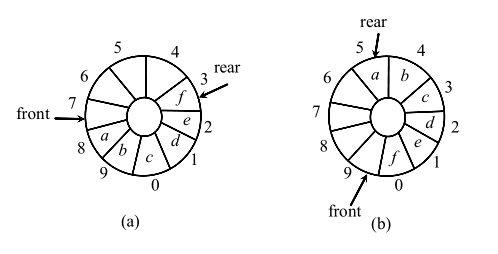 5 4
6 3 rear
f
front 7 e 2
a d
8 b c 1
9 0
(a)
rear
5 4
6 a b 3
c
7 d 2
8 e
f 1
9 0
front
(b)